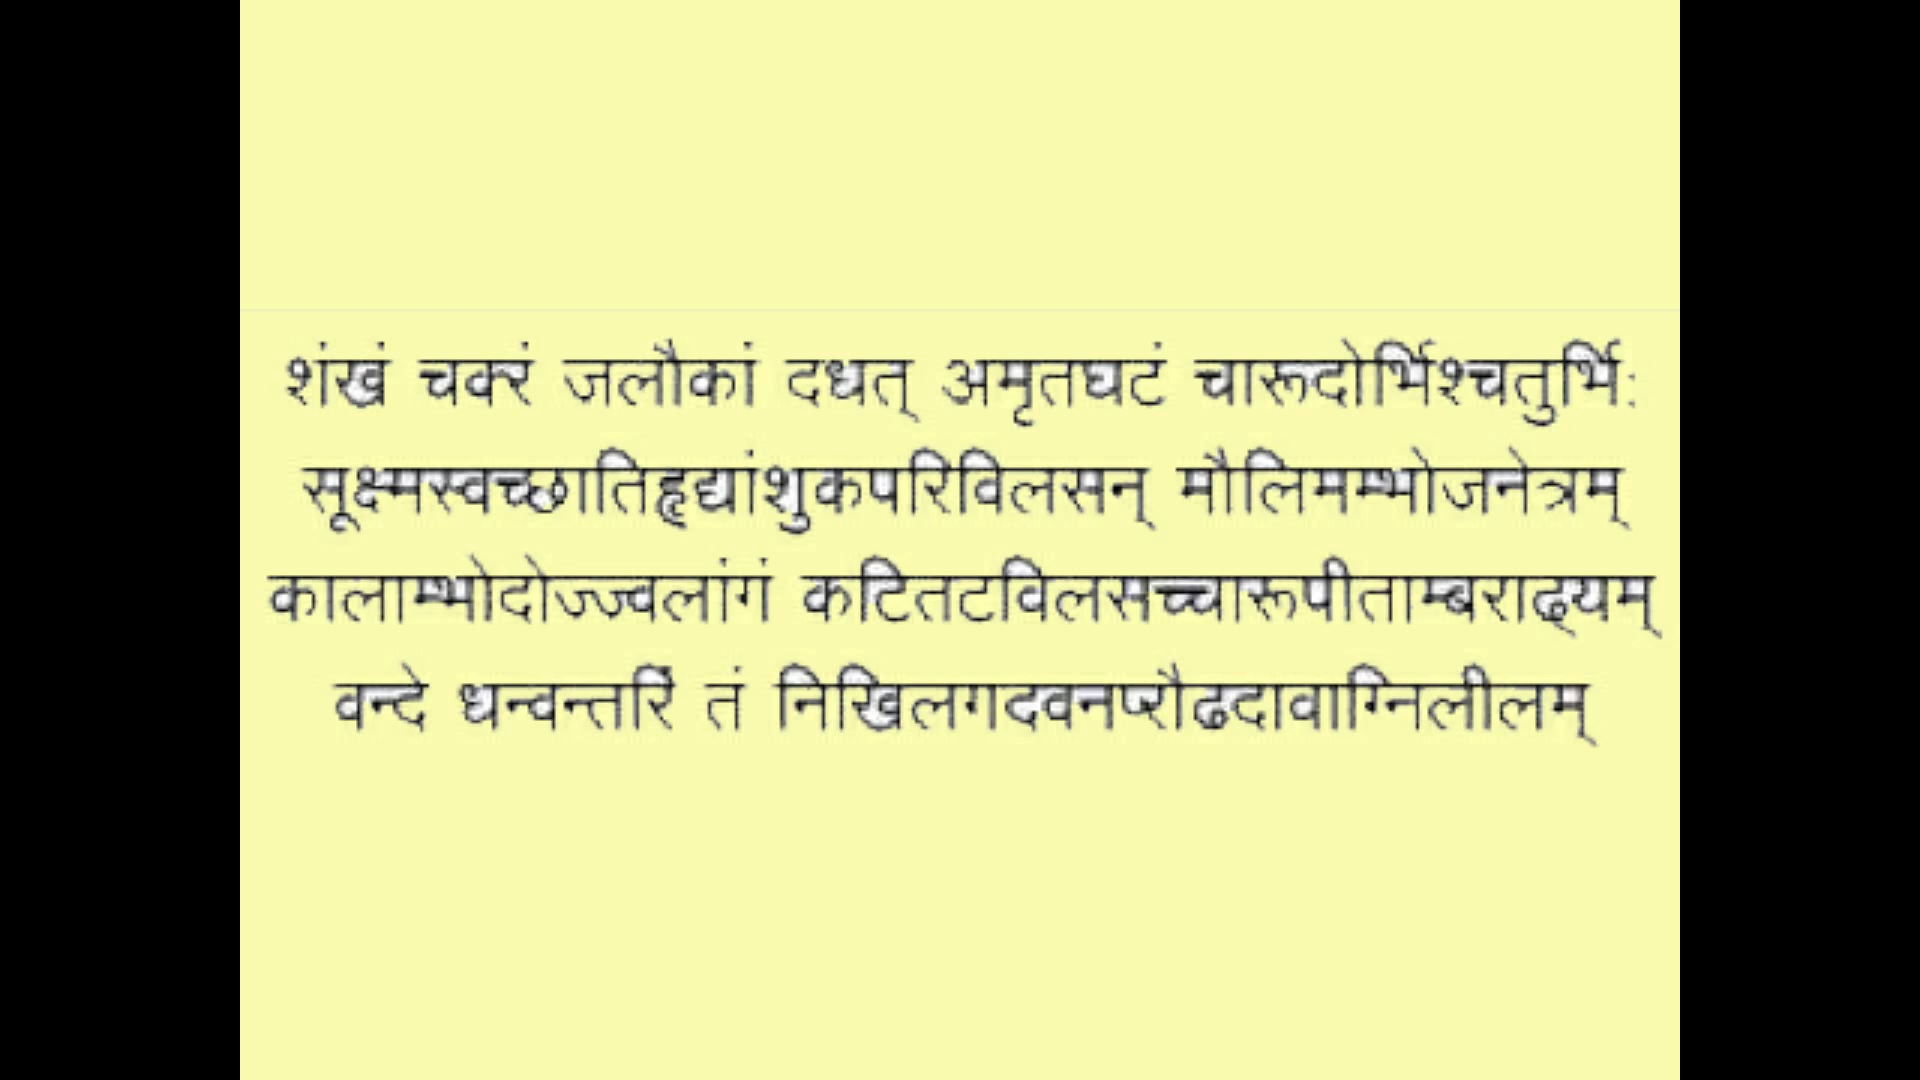 शंखं चक्रं जलौकां दधत् अमृतघटं चारूदोर्भिश्चतुर्भि:
सूक्ष्मस्वच्छातिहृद्यांशुकपरिविलसन् मौलिमम्भोजनेत्रम्
कालाम्भोदोज्ज्वलांगं कटितटविलसच्चारूपीताम्बराढ्यम्
वन्दे धन्वन्तरिं तं निखिलगदवनप्रौढदावाग्निलीलम्